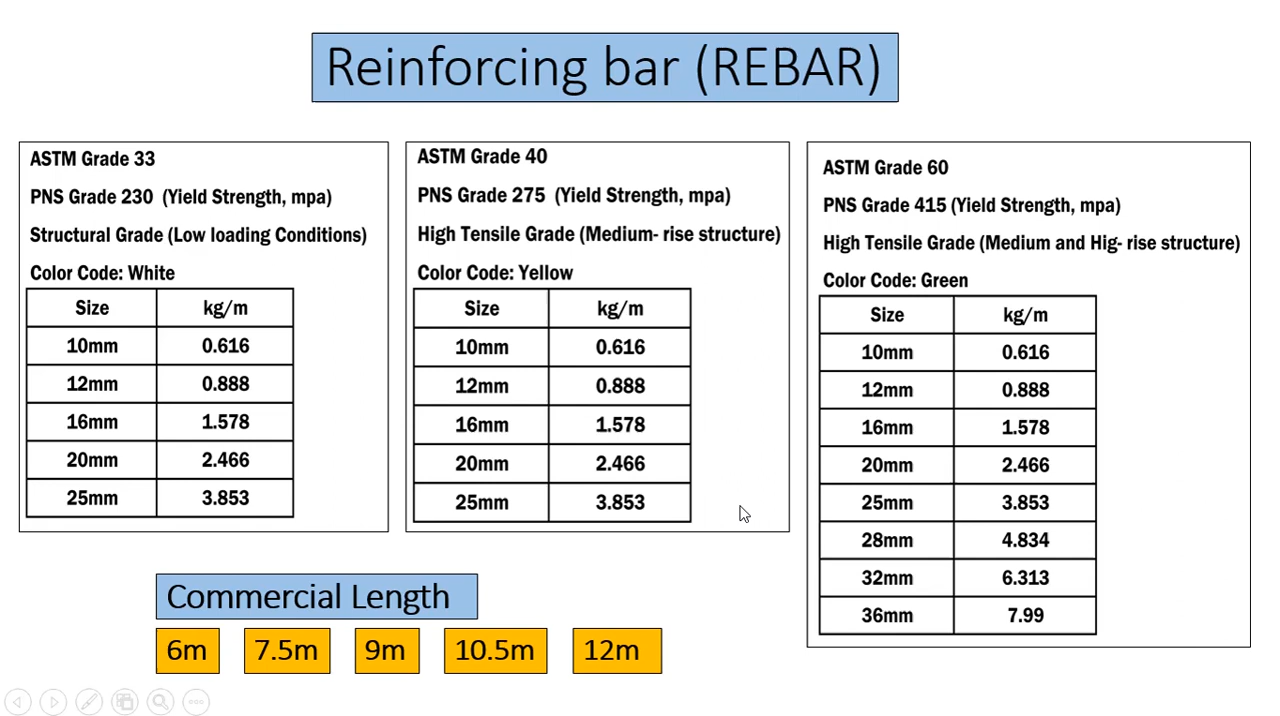 Reinforcing bar (REBAR)
ASTM Grade 33
PNS Grade 230 (Yield Strength, mpa)
Structural Grade (Low loading Conditions)
Color Code: White
Size kg/m
10mm 0.616
12mm 0.888
16mm 1.578
20mm 2.466
25mm 3.853
ASTM Grade 40
PNS Grade 275 (Yield Strength, mpa)
High Tensile Grade (Medium- rise structure)
Color Code: Yellow
Size kg/m
10mm 0.616
12mm 0.888
16mm 1.578
20mm 2.466
25mm 3.853
ASTM Grade 60
PNS Grade 415 (Yield Strength, mpa)
High Tensile Grade (Medium and Hig- rise structure)
Color Code: Green
Size kg/m
10mm 0.616
12mm 0.888
16mm 1.578
20mm 2.466
25mm 3.853
28mm 4.834
32mm 6.313
36mm 7.99
Commercial Length
6m 7.5m 9m 10.5m 12m